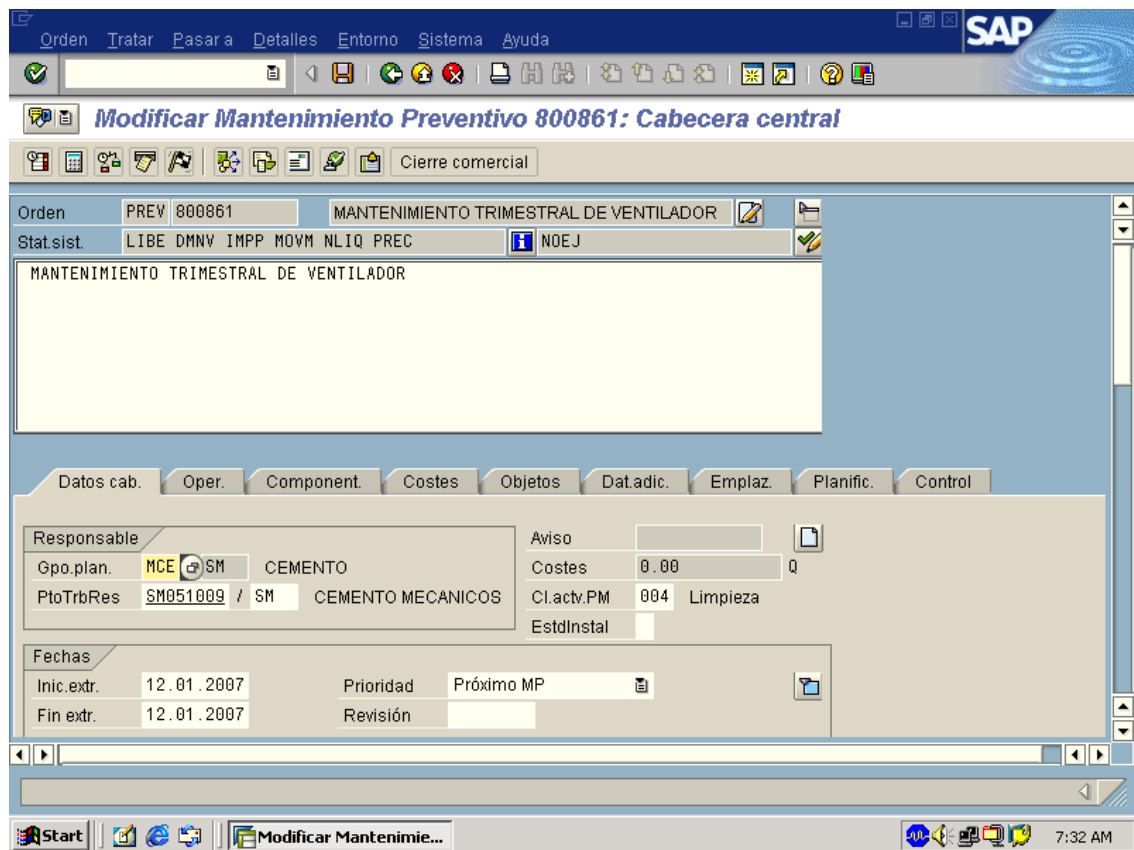 Orden Tratar Pasar a Detalles Entorno Sistema Ayuda
SAP
Modificar Mantenimiento Preventivo 800861: Cabecera central
Cierre comercial
Orden PREV 800861 MANTENIMIENTO TRIMESTRAL DE VENTILADOR
Stat.sist. LIBE DMNV IMPP MOVM NLIQ PREC NOEJ
MANTENIMIENTO TRIMESTRAL DE VENTILADOR
Datos cab. Oper. Component. Costes Objetos Dat.adic. Emplaz. Planific. Control
Responsable Aviso
Gpo.plan. MCE SM CEMENTO Costes 0.00 Q
PtoTrbRes SM051009 / SM CEMENTO MECANICOS Cl.actv.PM 004 Limpieza
EstdInstal
Fechas
Inic.extr. 12.01.2007 Prioridad Próximo MP
Fin extr. 12.01.2007 Revisión
Start Modificar Mantenimie... 7:32 AM